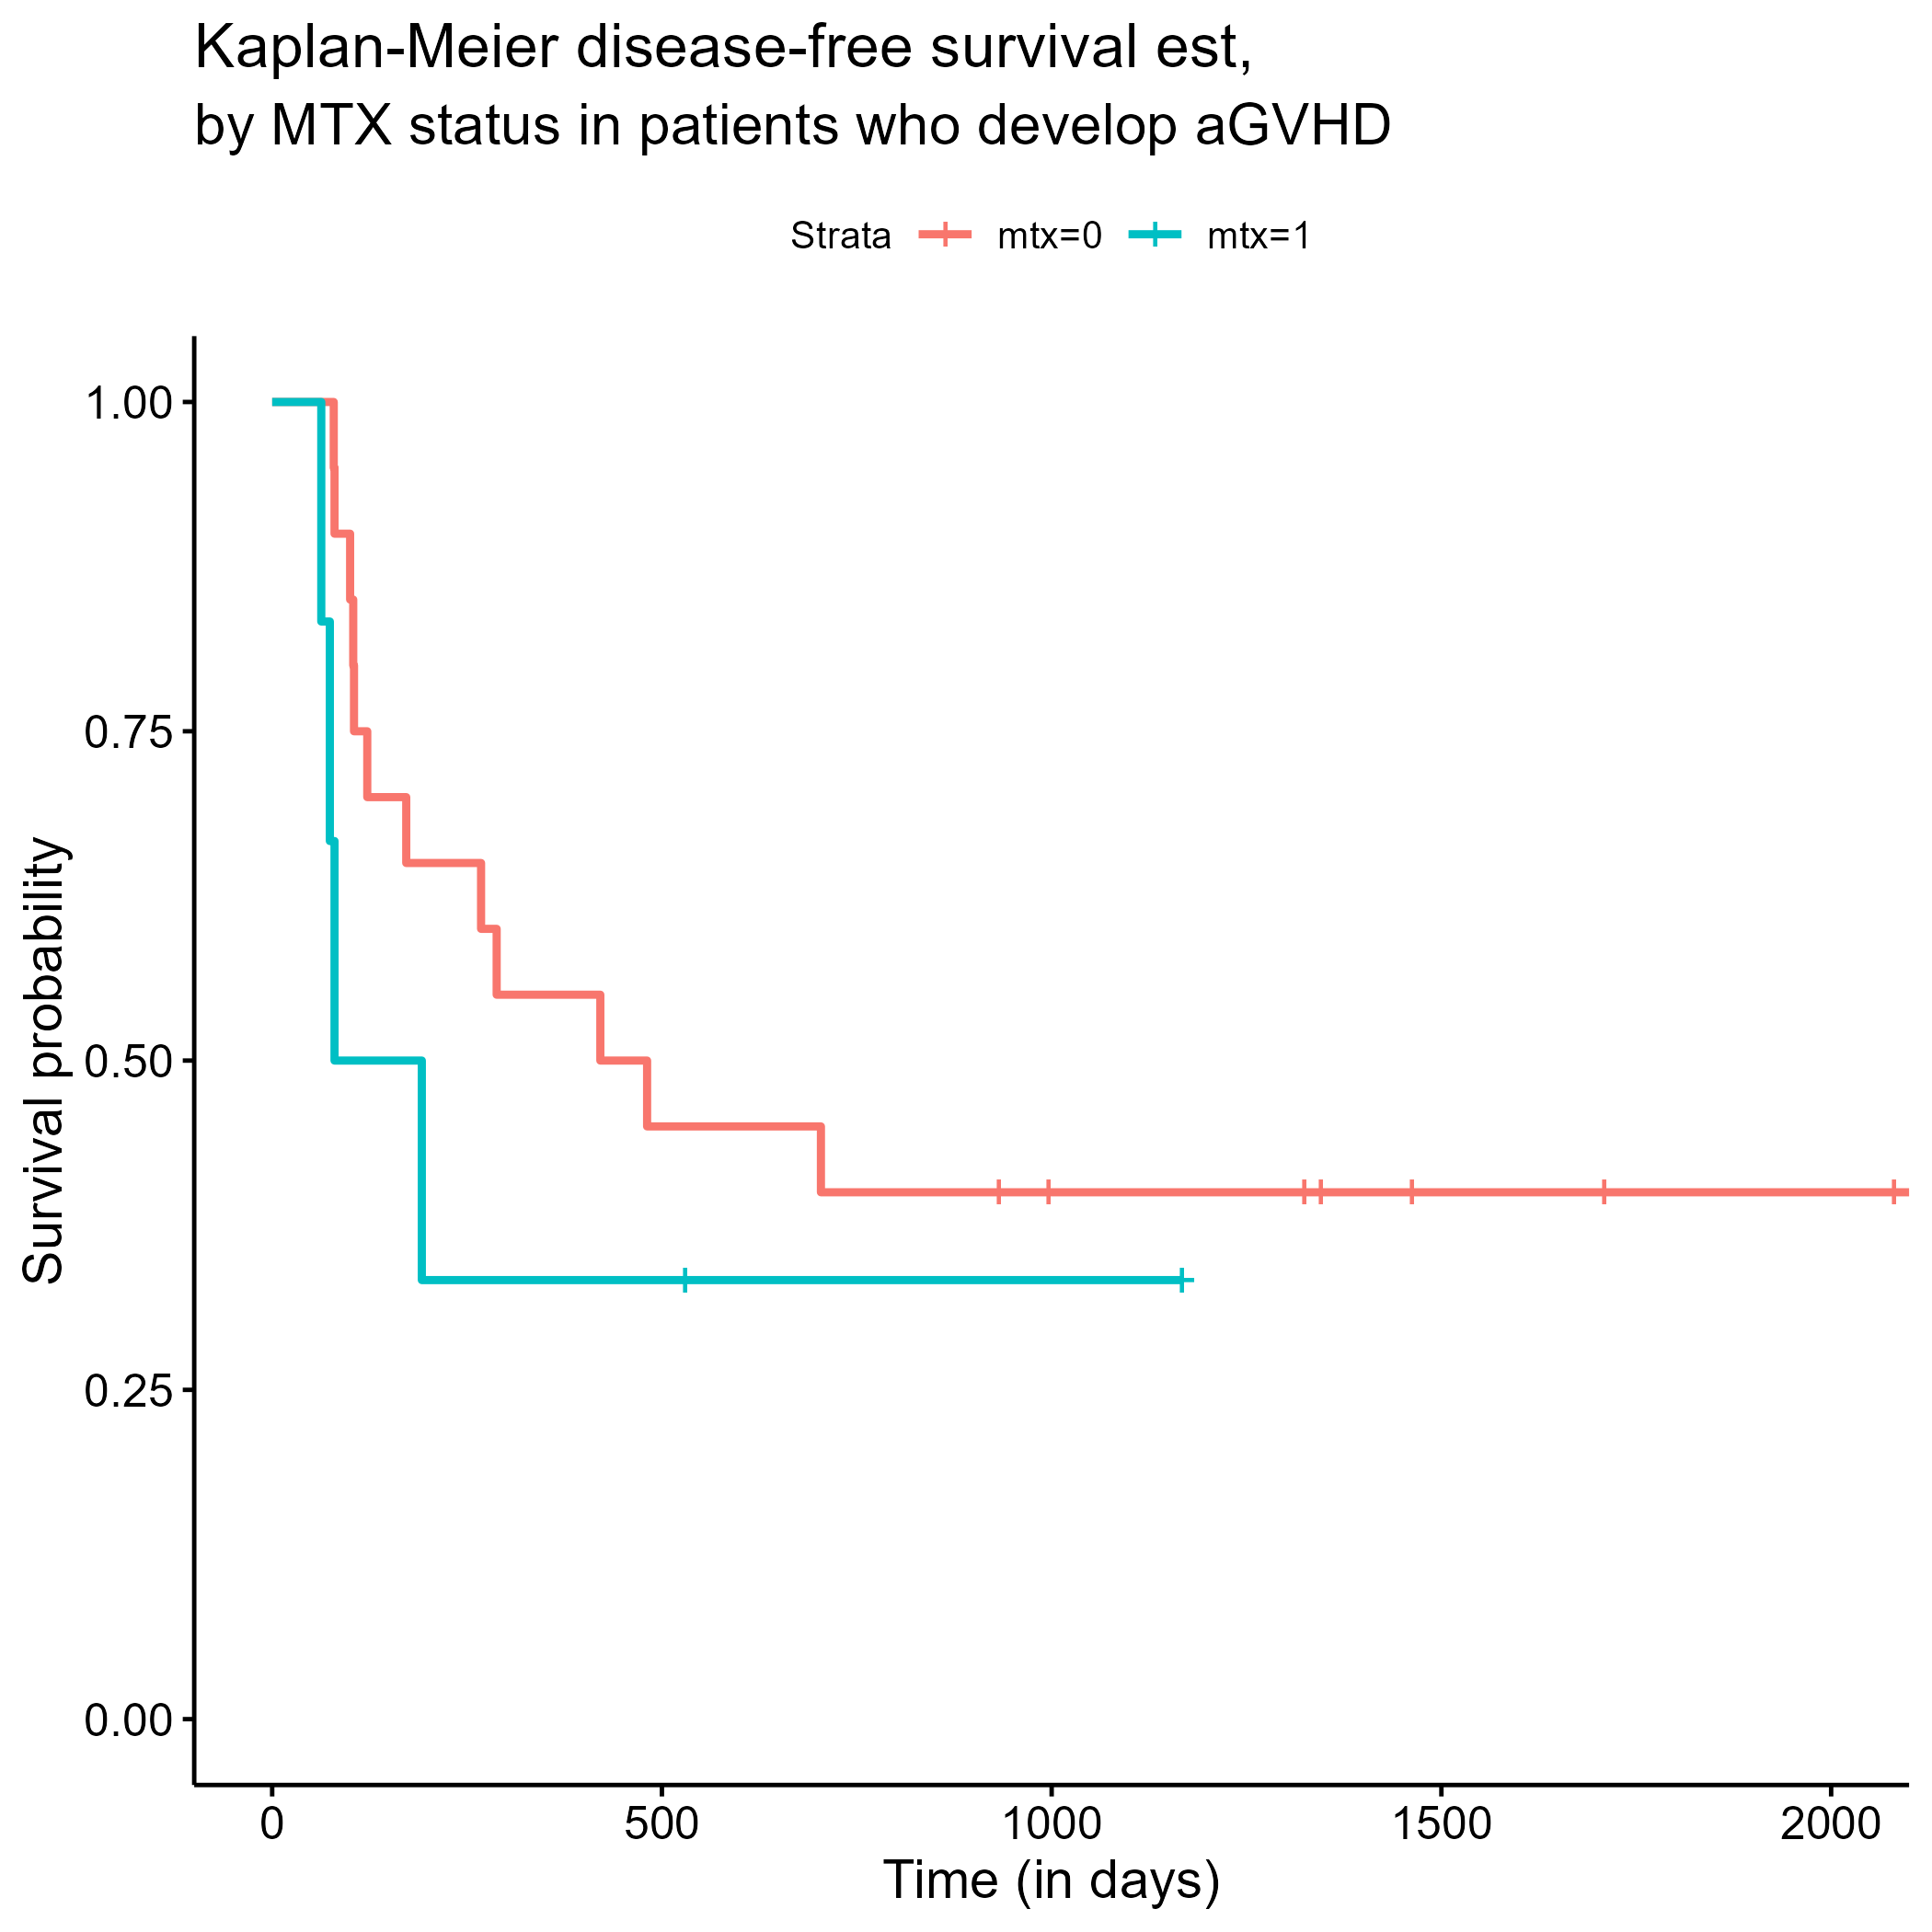 Kaplan-Meier disease-free survival est,
by MTX status in patients who develop aGVHD
Strata mtx=0 mtx=1
1.00
0.75
0.50
0.25
0.00
Survival probability
0 500 1000 1500 2000
Time (in days)